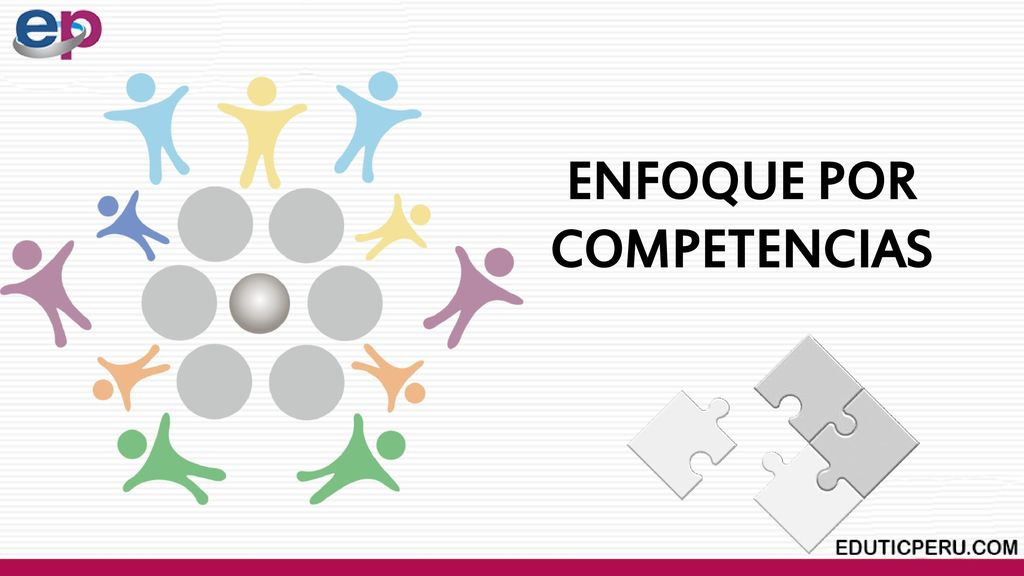 ep
ENFOQUE POR
COMPETENCIAS
EDUTICPERU.COM